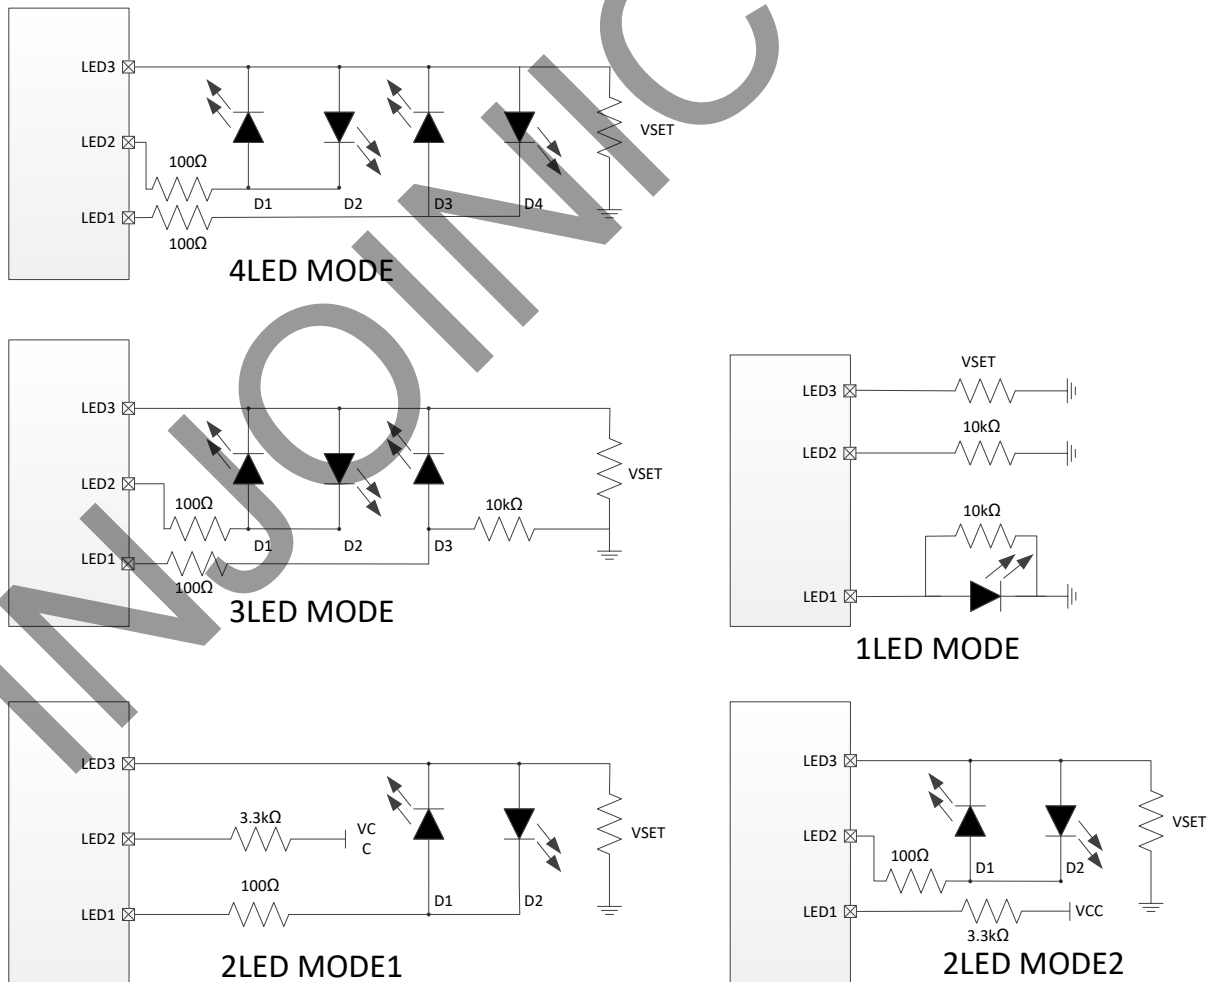 LED3
LED2
LED1
100Ω
100Ω
D1
D2
D3
D4
VSET
4LED MODE
LED3
LED2
LED1
100Ω
100Ω
D1
D2
D3
10kΩ
VSET
3LED MODE
LED3
LED2
LED1
VSET
10kΩ
10kΩ
1LED MODE
LED3
LED2
LED1
3.3kΩ
VC
C
100Ω
D1
D2
VSET
2LED MODE1
LED3
LED2
LED1
100Ω
D1
D2
VSET
3.3kΩ
VCC
2LED MODE2
INJOINIC